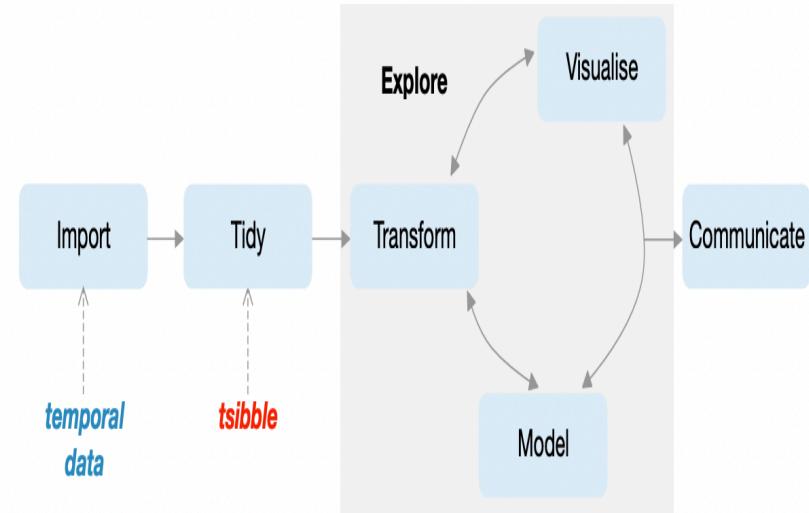 Visualise
Explore
Import
Tidy
Transform
Communicate
temporal
data
tsibble
Model